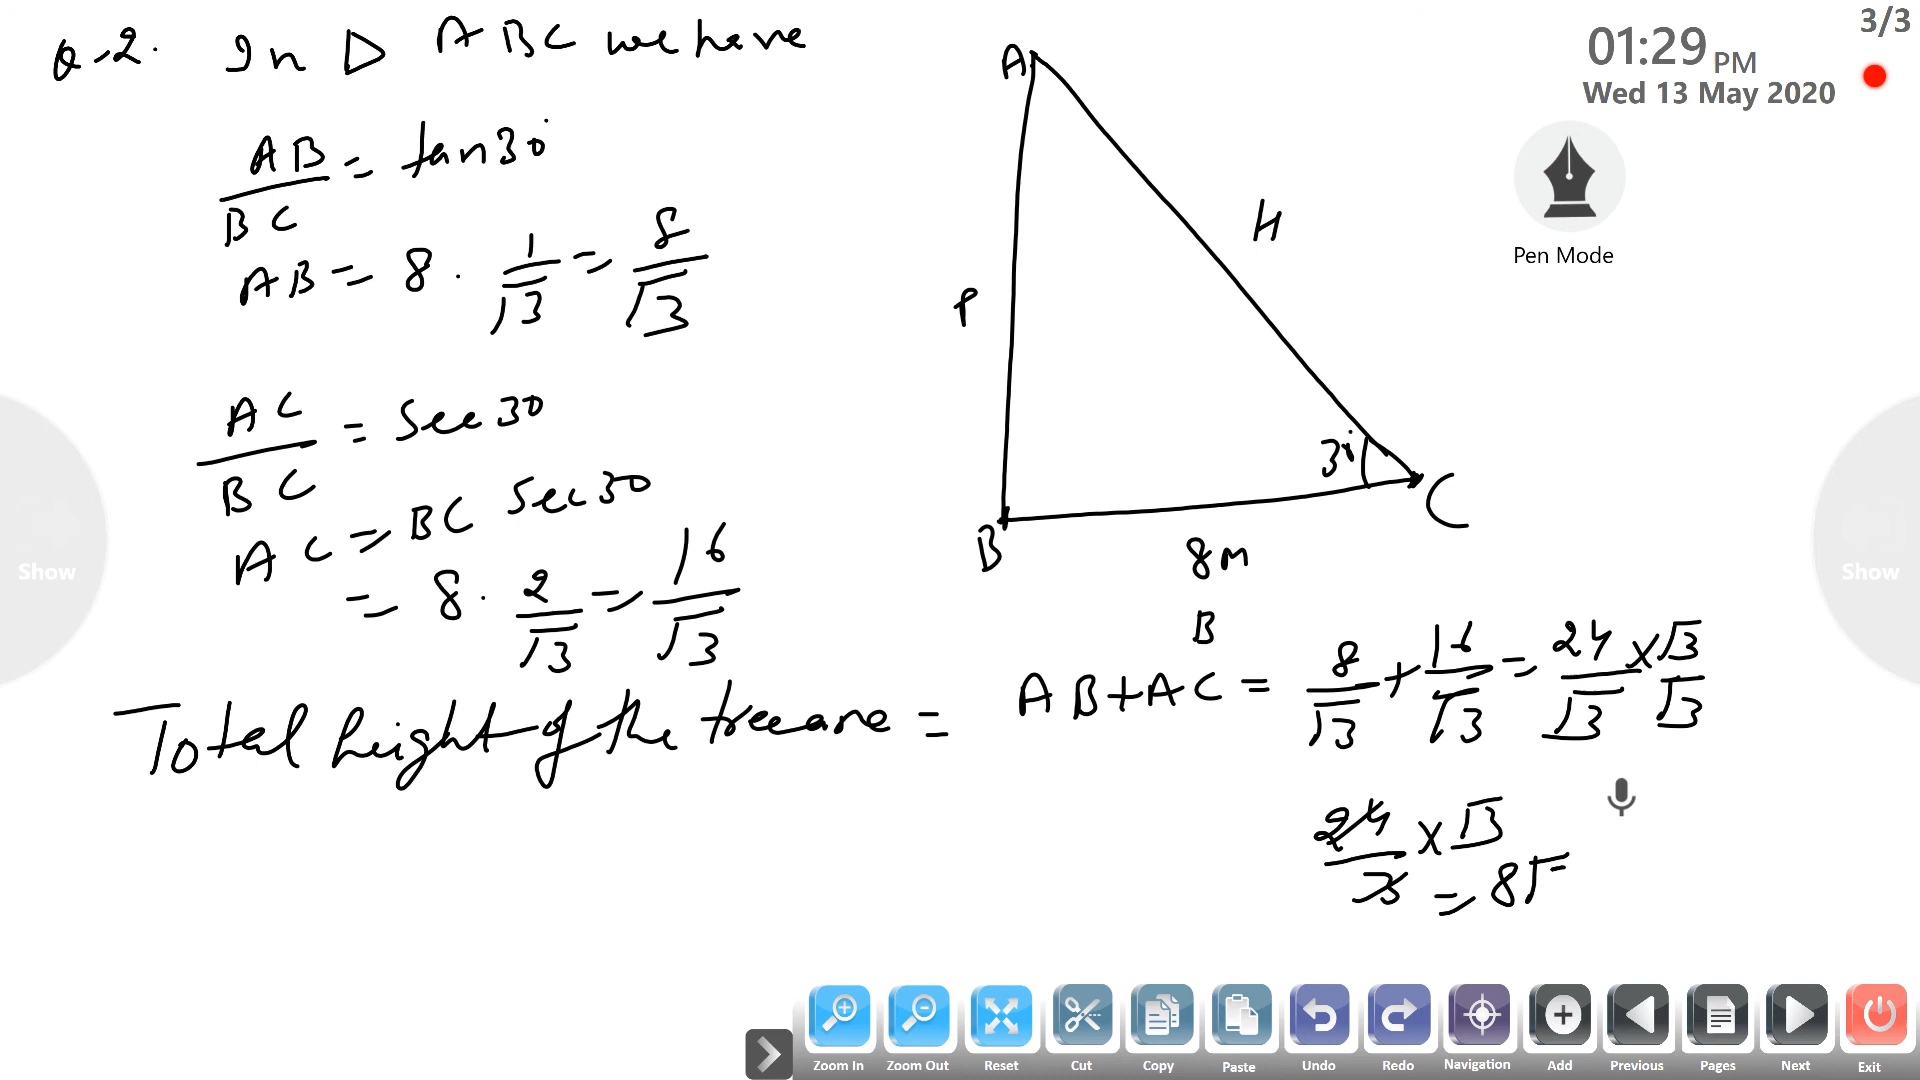 Q.2. In △ ABC we have
AB/BC = tan30°
AB = 8 . 1/√3 = 8/√3
AC/BC = Sec30
AC = BC Sec30
= 8 . 2/√3 = 16/√3
Total height of the tree are = AB+AC = 8/√3 + 16/√3 = 24/√3 × √3/√3
24/3 × √3
= 8√
A
H
P
30°
B
C
8m
B
3/3
01:29 PM
Wed 13 May 2020
Pen Mode
Show
Show
Zoom In
Zoom Out
Reset
Cut
Copy
Paste
Undo
Redo
Navigation
Add
Previous
Pages
Next
Exit